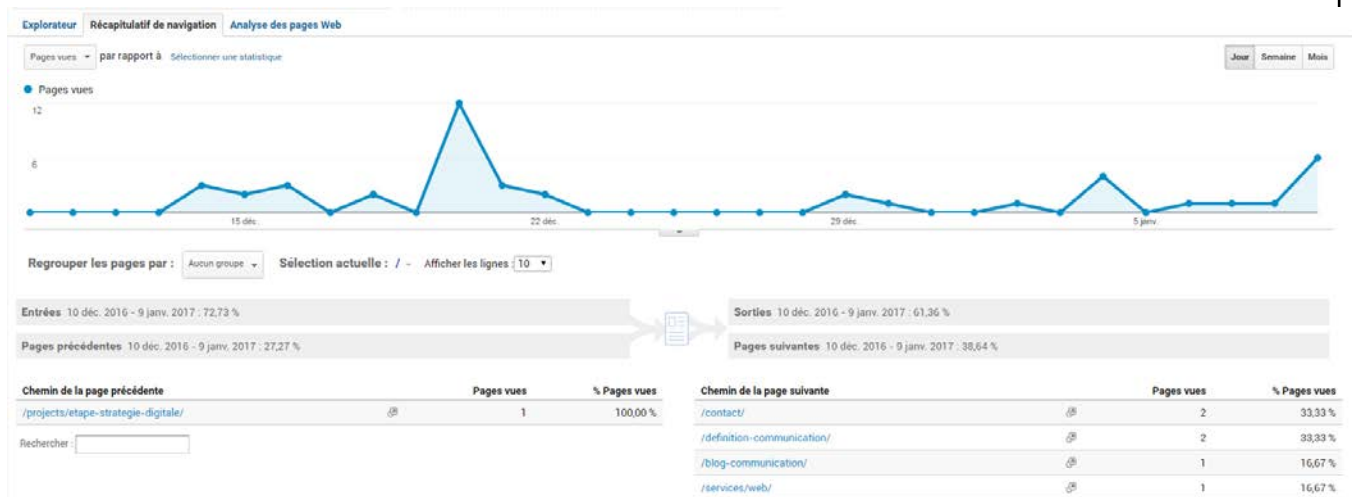 Explorateur Récapitulatif de navigation Analyse des pages Web
Pages vues par rapport à Sélectionner une statistique Jour Semaine Mois
Pages vues
12
6
15 déc. 22 déc. 29 déc. 5 janv.
Regrouper les pages par : Aucun groupe Sélection actuelle : / - Afficher les lignes : 10
Entrées 10 déc. 2016 - 9 janv. 2017 : 72,73 % Sorties 10 déc. 2016 - 9 janv. 2017 : 61,36 %
Pages précédentes 10 déc. 2016 - 9 janv. 2017 : 27,27 % Pages suivantes 10 déc. 2016 - 9 janv. 2017 : 38,64 %
Chemin de la page précédente Pages vues % Pages vues Chemin de la page suivante Pages vues % Pages vues
/projects/etape-strategie-digitale/ 1 100,00 % /contact/ 2 33,33 %
Rechercher : /definition-communication/ 2 33,33 %
/blog-communication/ 1 16,67 %
/services/web/ 1 16,67 %